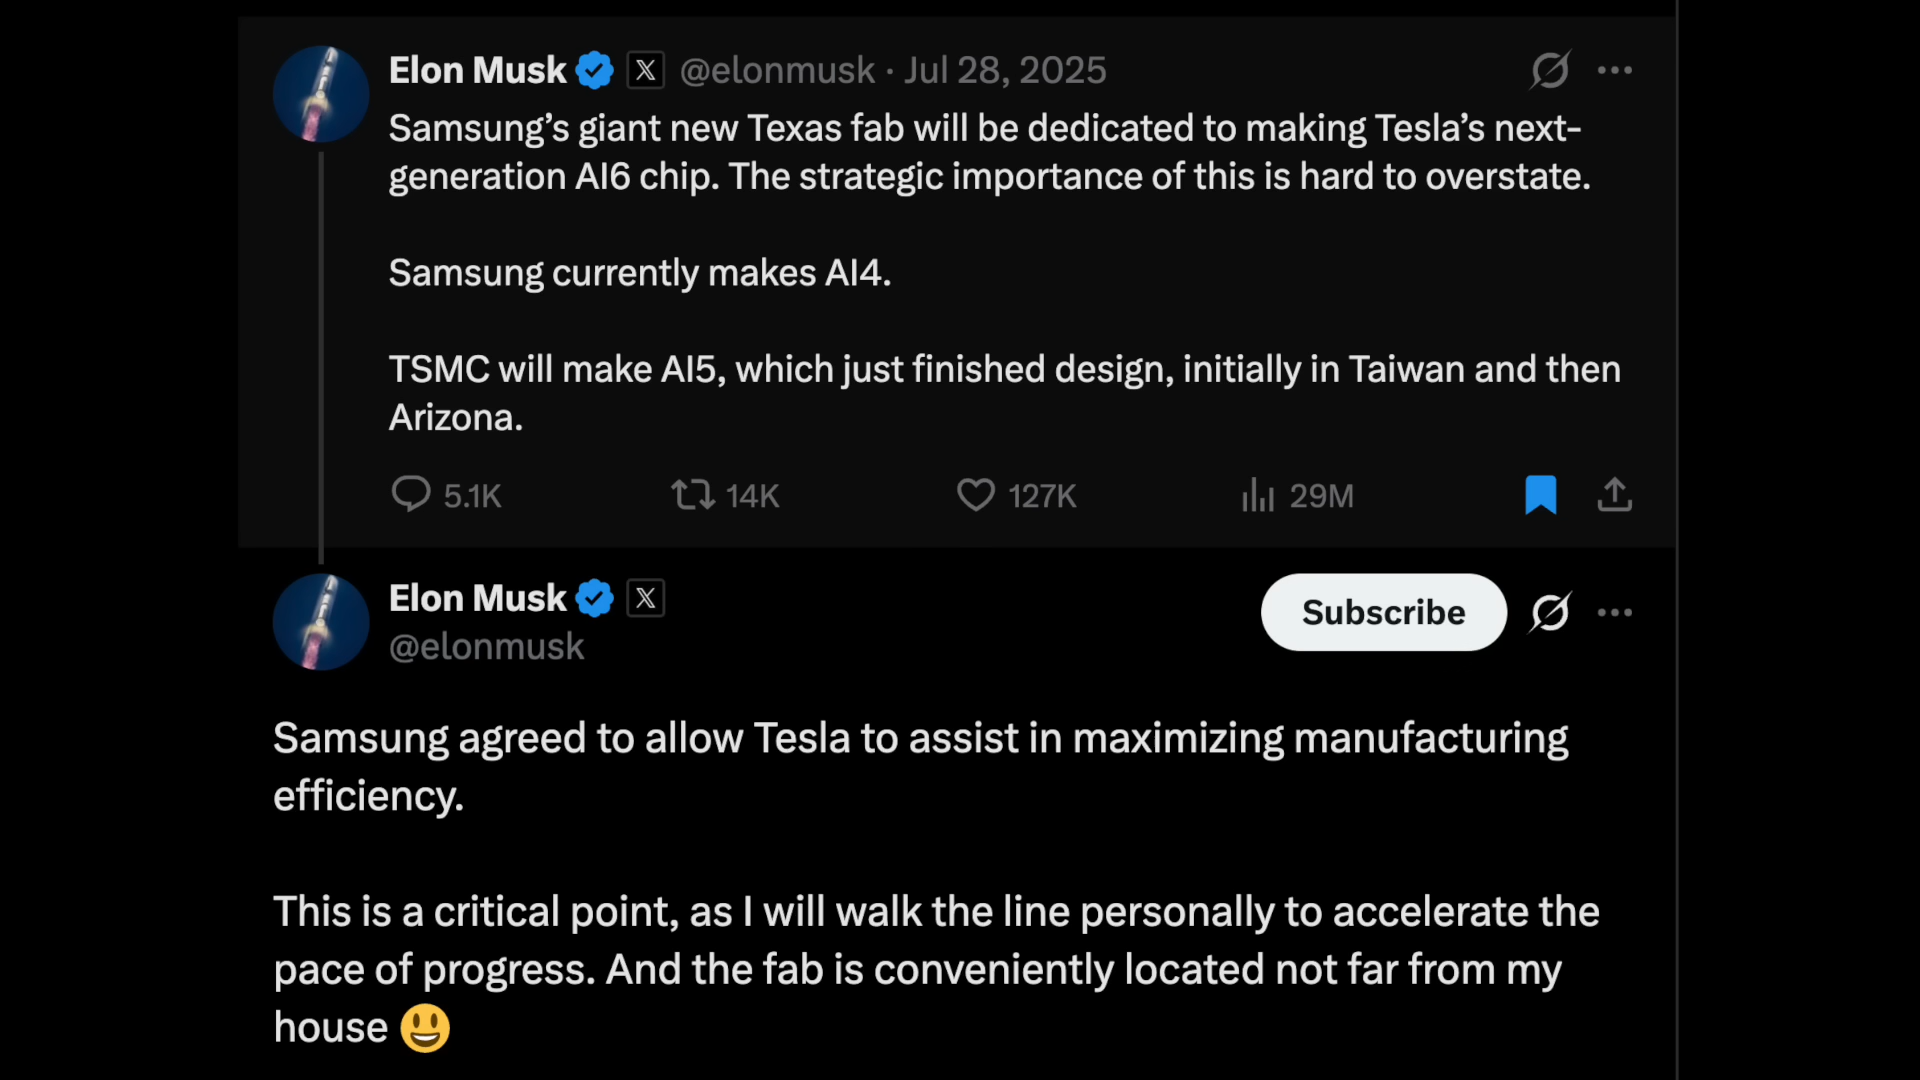 Elon Musk @elonmusk · Jul 28, 2025
Samsung’s giant new Texas fab will be dedicated to making Tesla’s next-
generation AI6 chip. The strategic importance of this is hard to overstate.
Samsung currently makes AI4.
TSMC will make AI5, which just finished design, initially in Taiwan and then
Arizona.
5.1K 14K 127K 29M
Elon Musk
@elonmusk
Subscribe
Samsung agreed to allow Tesla to assist in maximizing manufacturing
efficiency.
This is a critical point, as I will walk the line personally to accelerate the
pace of progress. And the fab is conveniently located not far from my
house 😃